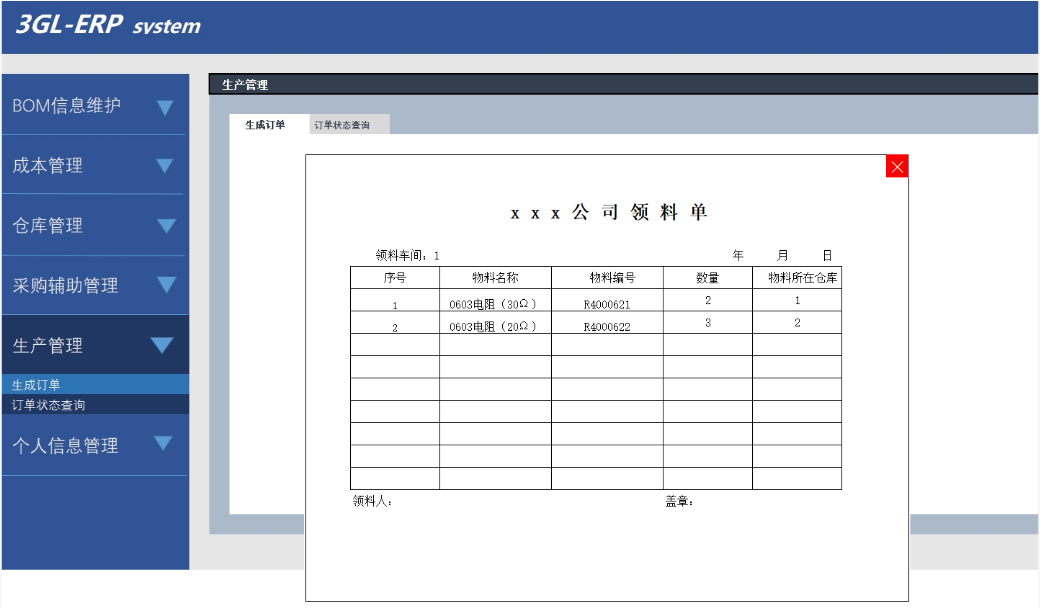 3GL-ERP system
BOM信息维护
成本管理
仓库管理
采购辅助管理
生产管理
生成订单
订单状态查询
个人信息管理
生产管理
生成订单 订单状态查询
x x x 公 司 领 料 单
领料车间：1 年 月 日
序号 物料名称 物料编号 数量 物料所在仓库
1 0603电阻（30Ω） R4000621 2 1
2 0603电阻（20Ω） R4000622 3 2
领料人： 盖章：